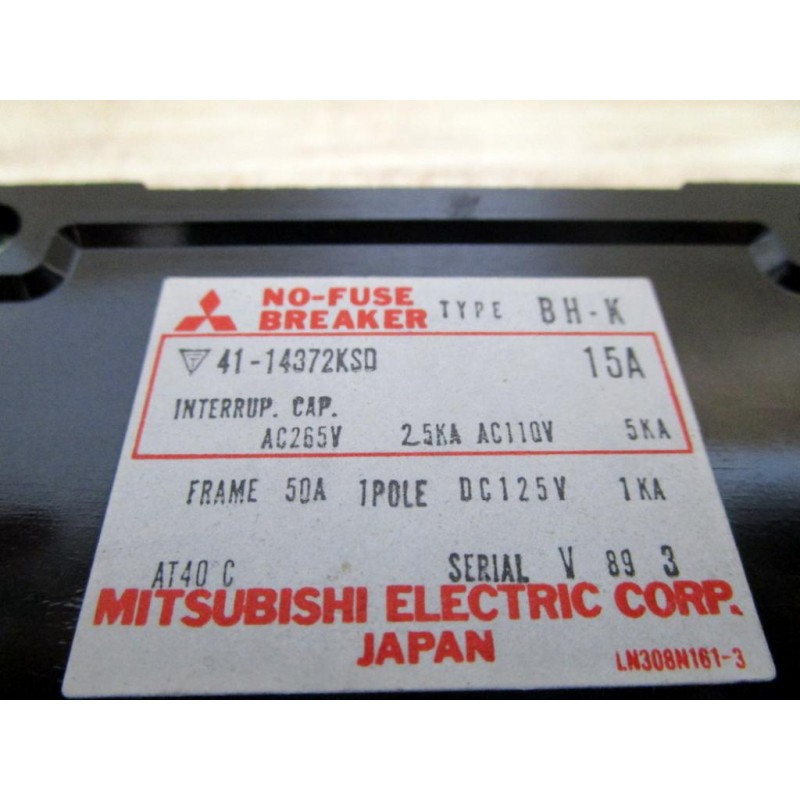 NO-FUSE
BREAKER TYPE BH-K
41-14372KSD 15A
INTERRUP. CAP.
AC265V 2.5KA AC110V 5KA
FRAME 50A 1POLE DC125V 1KA
AT40 C SERIAL V 89 3
MITSUBISHI ELECTRIC CORP.
JAPAN
LN308N161-3